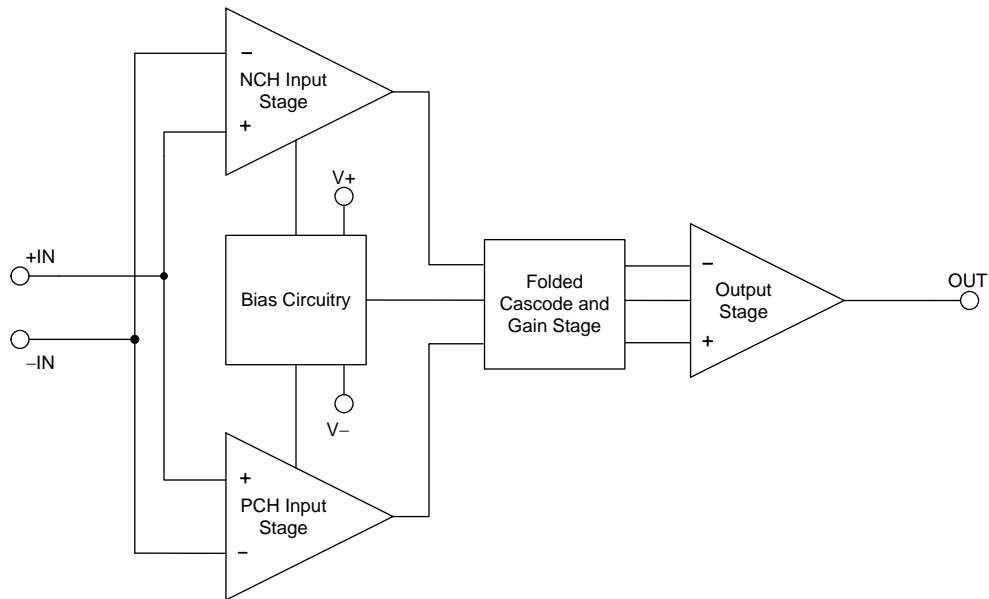 −
NCH Input
Stage
+
V+
+IN
Bias Circuitry
−IN
V−
Folded
Cascode and
Gain Stage
−
Output
Stage
+
OUT
+
PCH Input
Stage
−